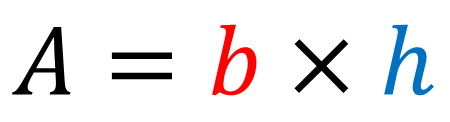 A = b × h